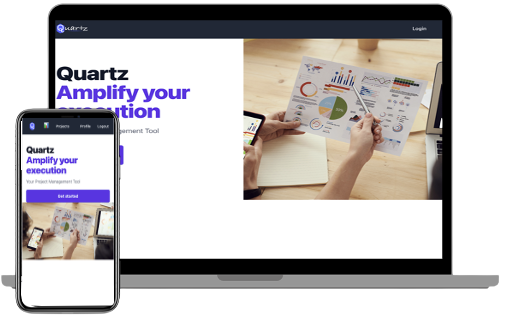 Quartz
Login
Quartz
Amplify your
execution
agement Tool
Projects
Profile
Logout
Quartz
Amplify your
execution
Your Project Management Tool
Get started